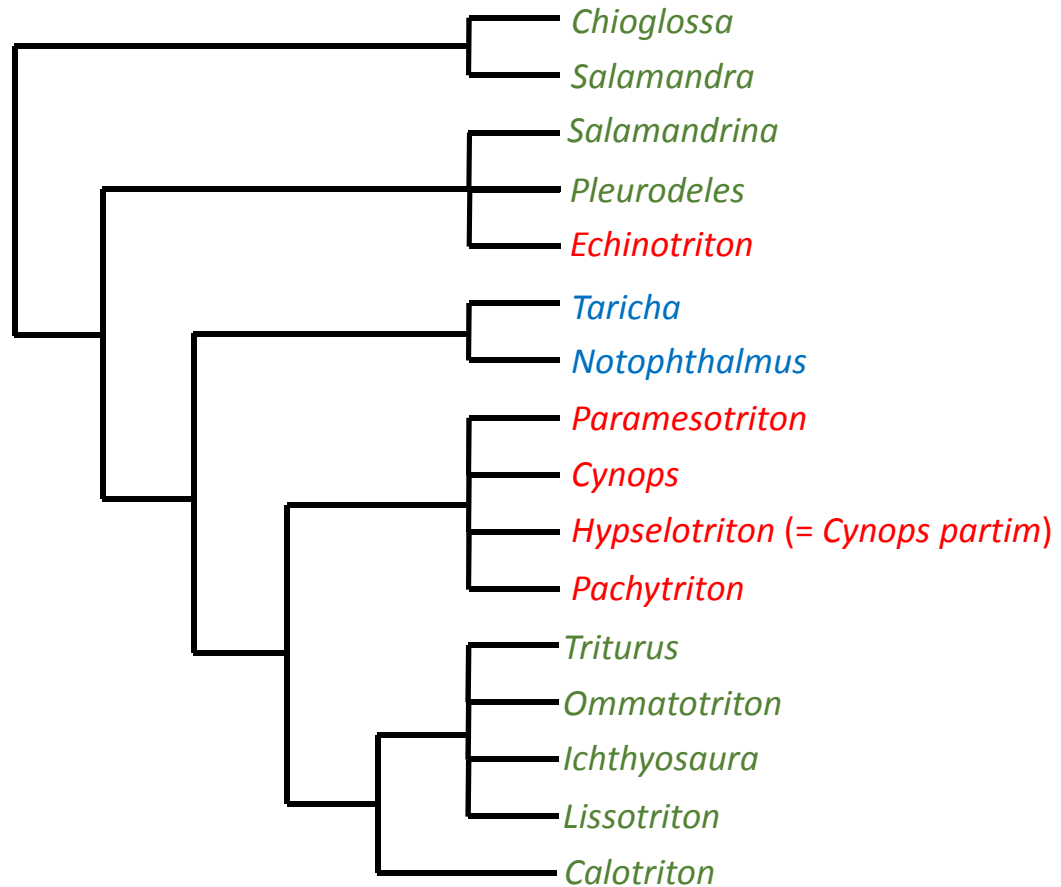 Chioglossa
Salamandra
Salamandrina
Pleurodeles
Echinotriton
Taricha
Notophthalmus
Paramesotriton
Cynops
Hypselotriton (= Cynops partim)
Pachytriton
Triturus
Ommatotriton
Ichthyosaura
Lissotriton
Calotriton